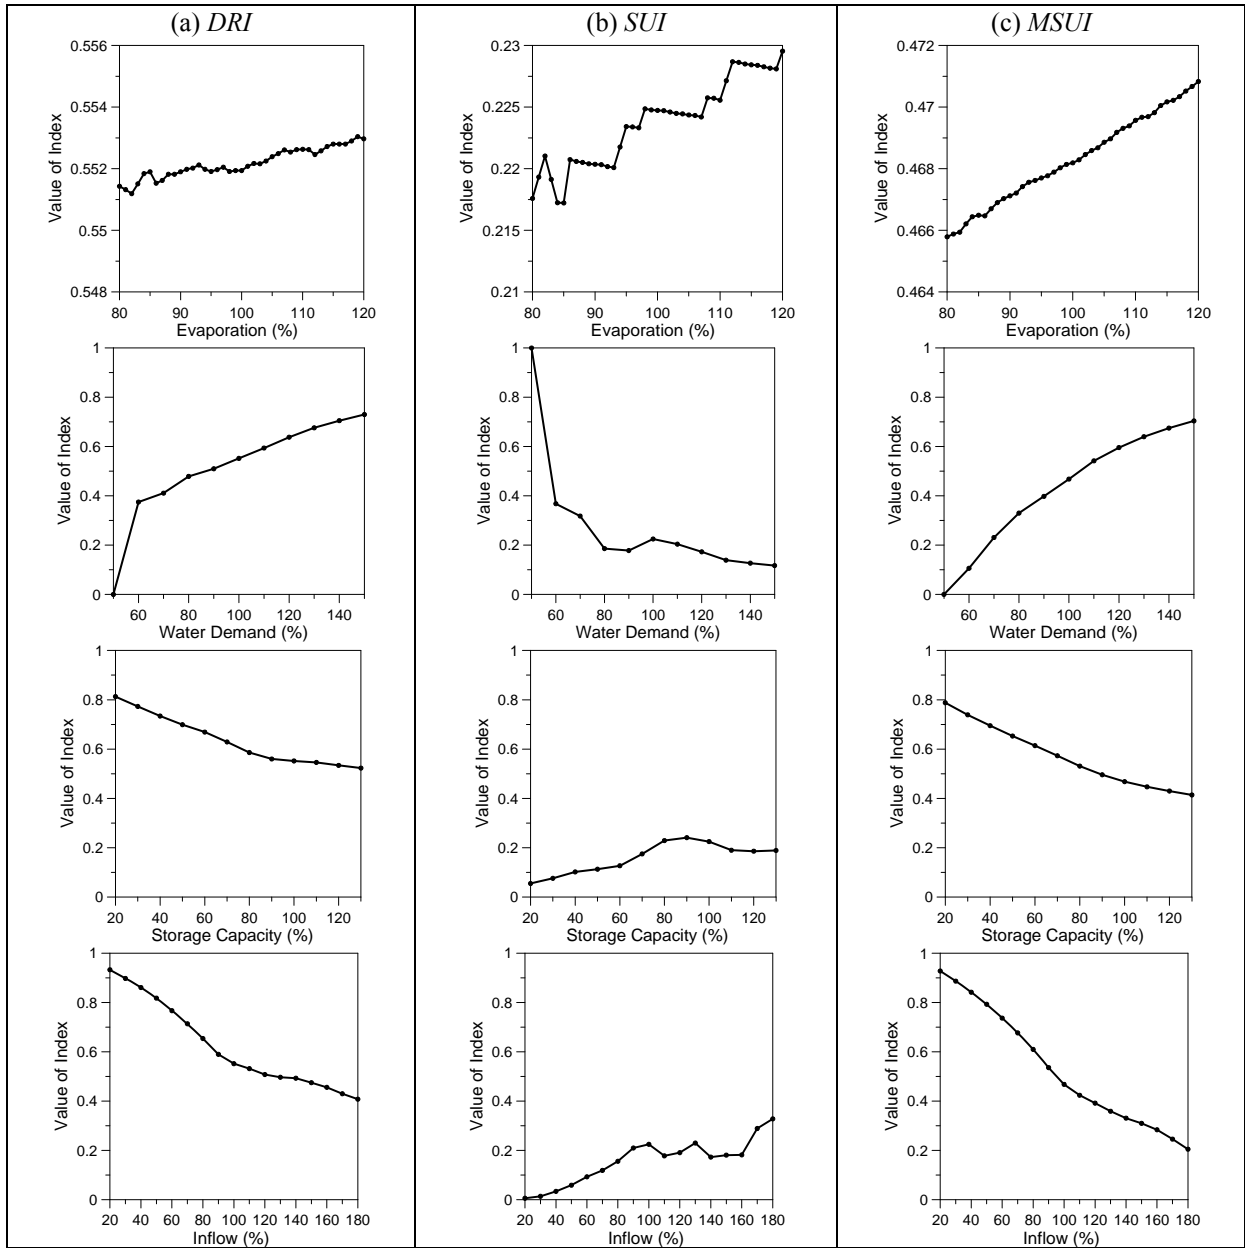 (a) DRI
(b) SUI
(c) MSUI
0.556
0.554
0.552
0.55
0.548
Value of Index
80 90 100 110 120
Evaporation (%)
0.23
0.225
0.22
0.215
0.21
Value of Index
80 90 100 110 120
Evaporation (%)
0.472
0.47
0.468
0.466
0.464
Value of Index
80 90 100 110 120
Evaporation (%)
1
0.8
0.6
0.4
0.2
0
Value of Index
60 80 100 120 140
Water Demand (%)
1
0.8
0.6
0.4
0.2
0
Value of Index
60 80 100 120 140
Water Demand (%)
1
0.8
0.6
0.4
0.2
0
Value of Index
60 80 100 120 140
Water Demand (%)
1
0.8
0.6
0.4
0.2
0
Value of Index
20 40 60 80 100 120
Storage Capacity (%)
1
0.8
0.6
0.4
0.2
0
Value of Index
20 40 60 80 100 120
Storage Capacity (%)
1
0.8
0.6
0.4
0.2
0
Value of Index
20 40 60 80 100 120
Storage Capacity (%)
1
0.8
0.6
0.4
0.2
0
Value of Index
20 40 60 80 100 120 140 160 180
Inflow (%)
1
0.8
0.6
0.4
0.2
0
Value of Index
20 40 60 80 100 120 140 160 180
Inflow (%)
1
0.8
0.6
0.4
0.2
0
Value of Index
20 40 60 80 100 120 140 160 180
Inflow (%)